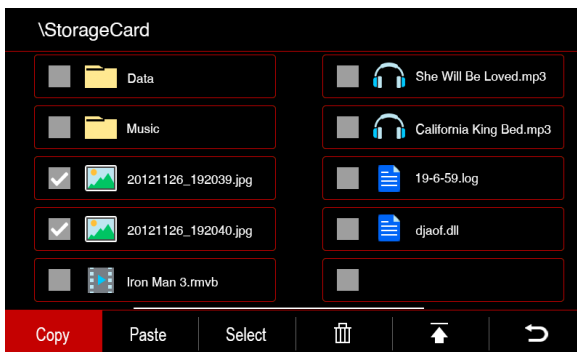 \StorageCard
Data
Music
20121126_192039.jpg
20121126_192040.jpg
Iron Man 3.rmvb
She Will Be Loved.mp3
California King Bed.mp3
19-6-59.log
djaof.dll
Copy
Paste
Select